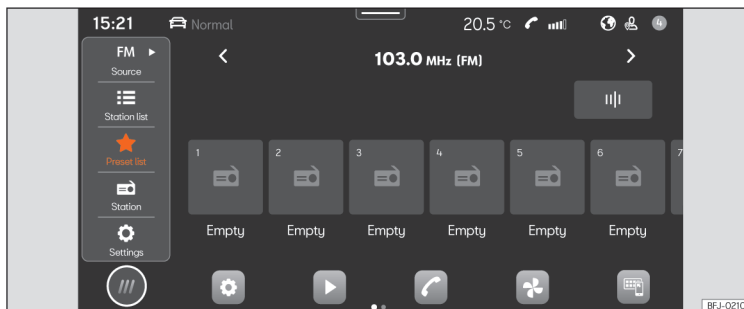 15:21 Normal 20.5 °C 4
FM
Source
103.0 MHz (FM)
Station list
Preset list
1 2 3 4 5 6 7
Empty Empty Empty Empty Empty Empty
Station
Settings
BFJ-0210